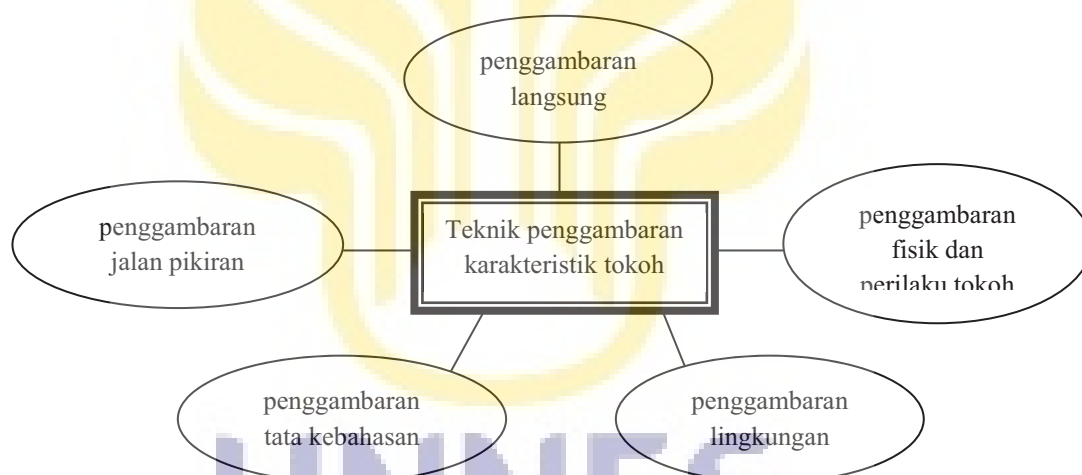 penggambaran
langsung
penggambaran
jalan pikiran
Teknik penggambaran
karakteristik tokoh
penggambaran
fisik dan
perilaku tokoh
penggambaran
tata kebahasan
penggambaran
lingkungan
UNNES